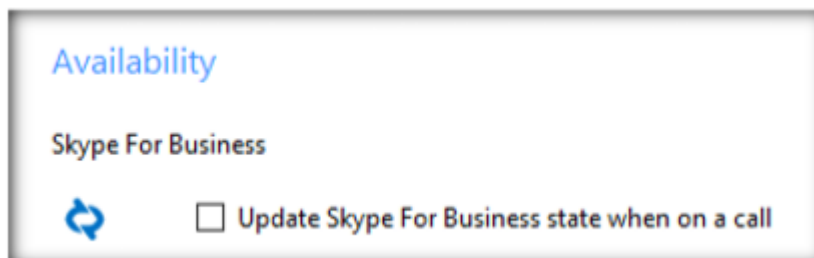 Availability
Skype For Business
Update Skype For Business state when on a call